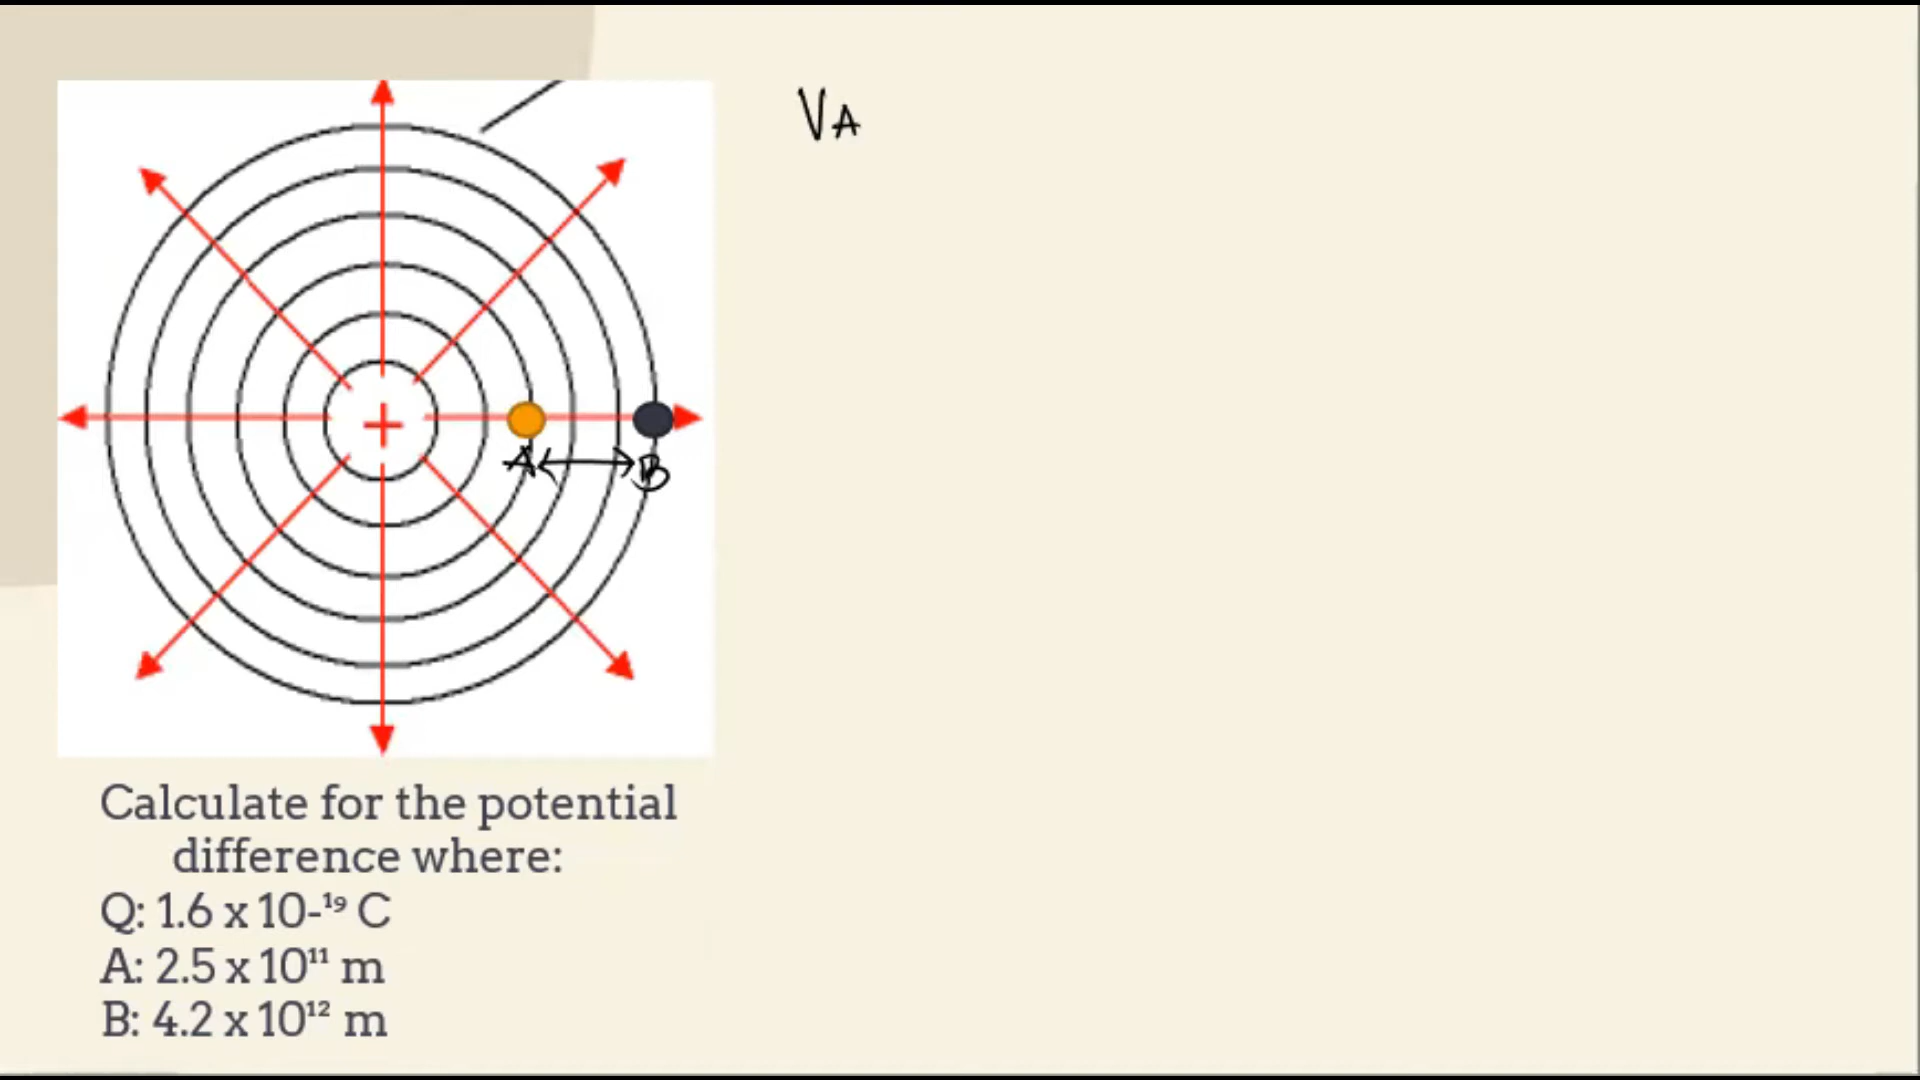 VA
+
A B
Calculate for the potential
difference where:
Q: 1.6 x 10-¹⁹ C
A: 2.5 x 10¹¹ m
B: 4.2 x 10¹² m